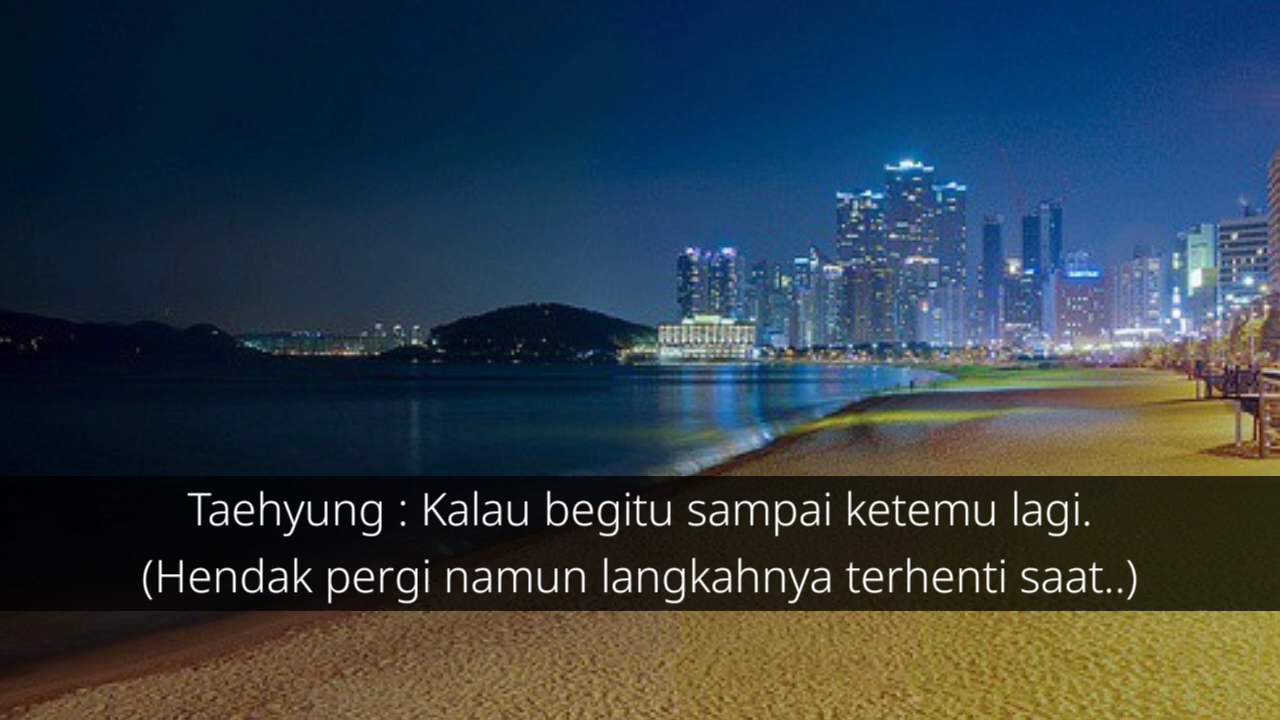 Taehyung : Kalau begitu sampai ketemu lagi.
(Hendak pergi namun langkahnya terhenti saat..)